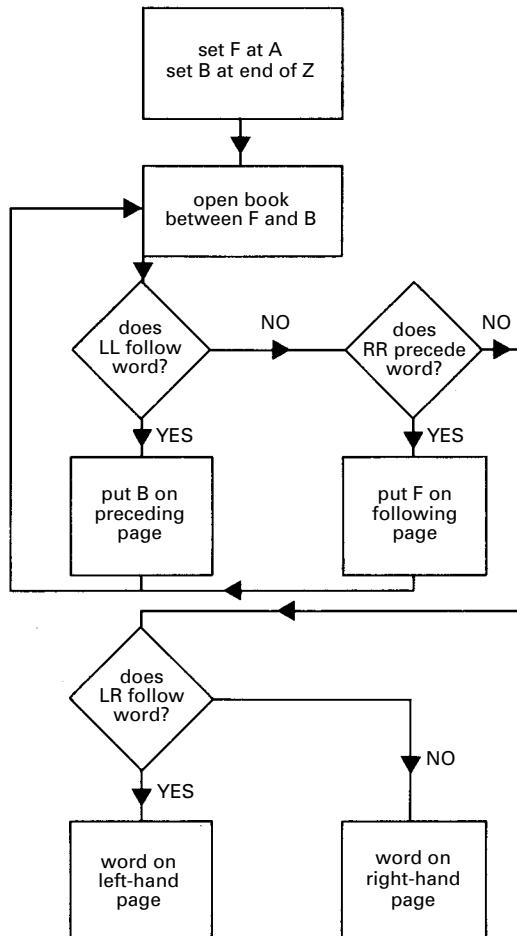 set F at A
set B at end of Z
open book
between F and B
does
LL follow
word?
NO
does
RR precede
word?
NO
YES
put B on
preceding
page
YES
put F on
following
page
does
LR follow
word?
NO
YES
word on
left-hand
page
word on
right-hand
page